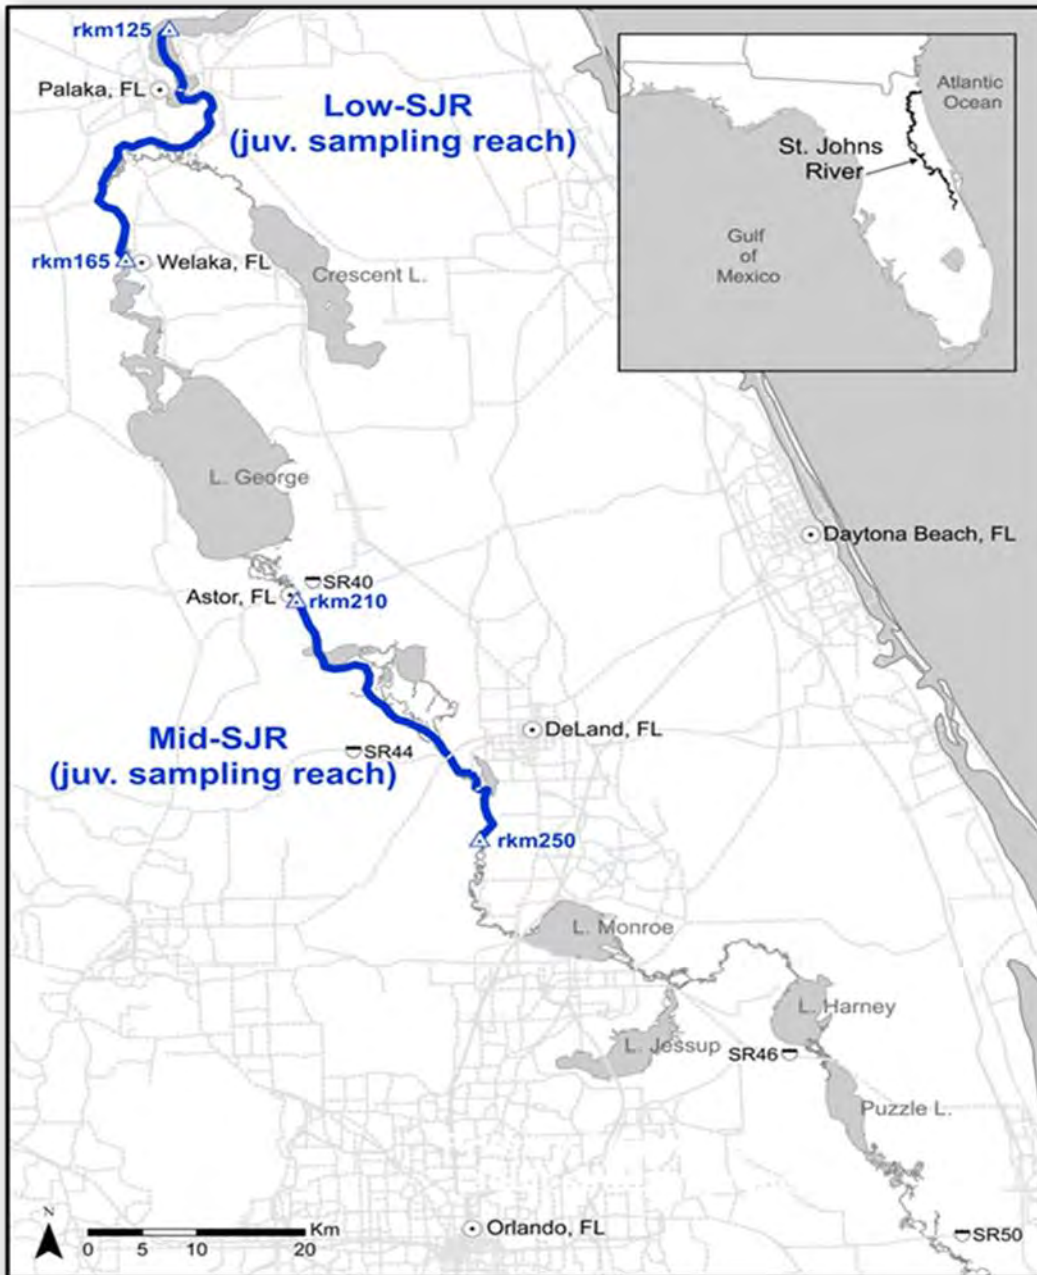 rkm125
Palaka, FL
Low-SJR
(juv. sampling reach)
Atlantic
Ocean
St. Johns
River
Gulf
of
Mexico
rkm165
Welaka, FL
Crescent L.
L. George
Daytona Beach, FL
SR40
Astor, FL
rkm210
DeLand, FL
Mid-SJR
(juv. sampling reach)
SR44
rkm250
L. Monroe
L. Harney
L. Jessup
SR46
Puzzle L.
N
Km
0 5 10 20
Orlando, FL
SR50